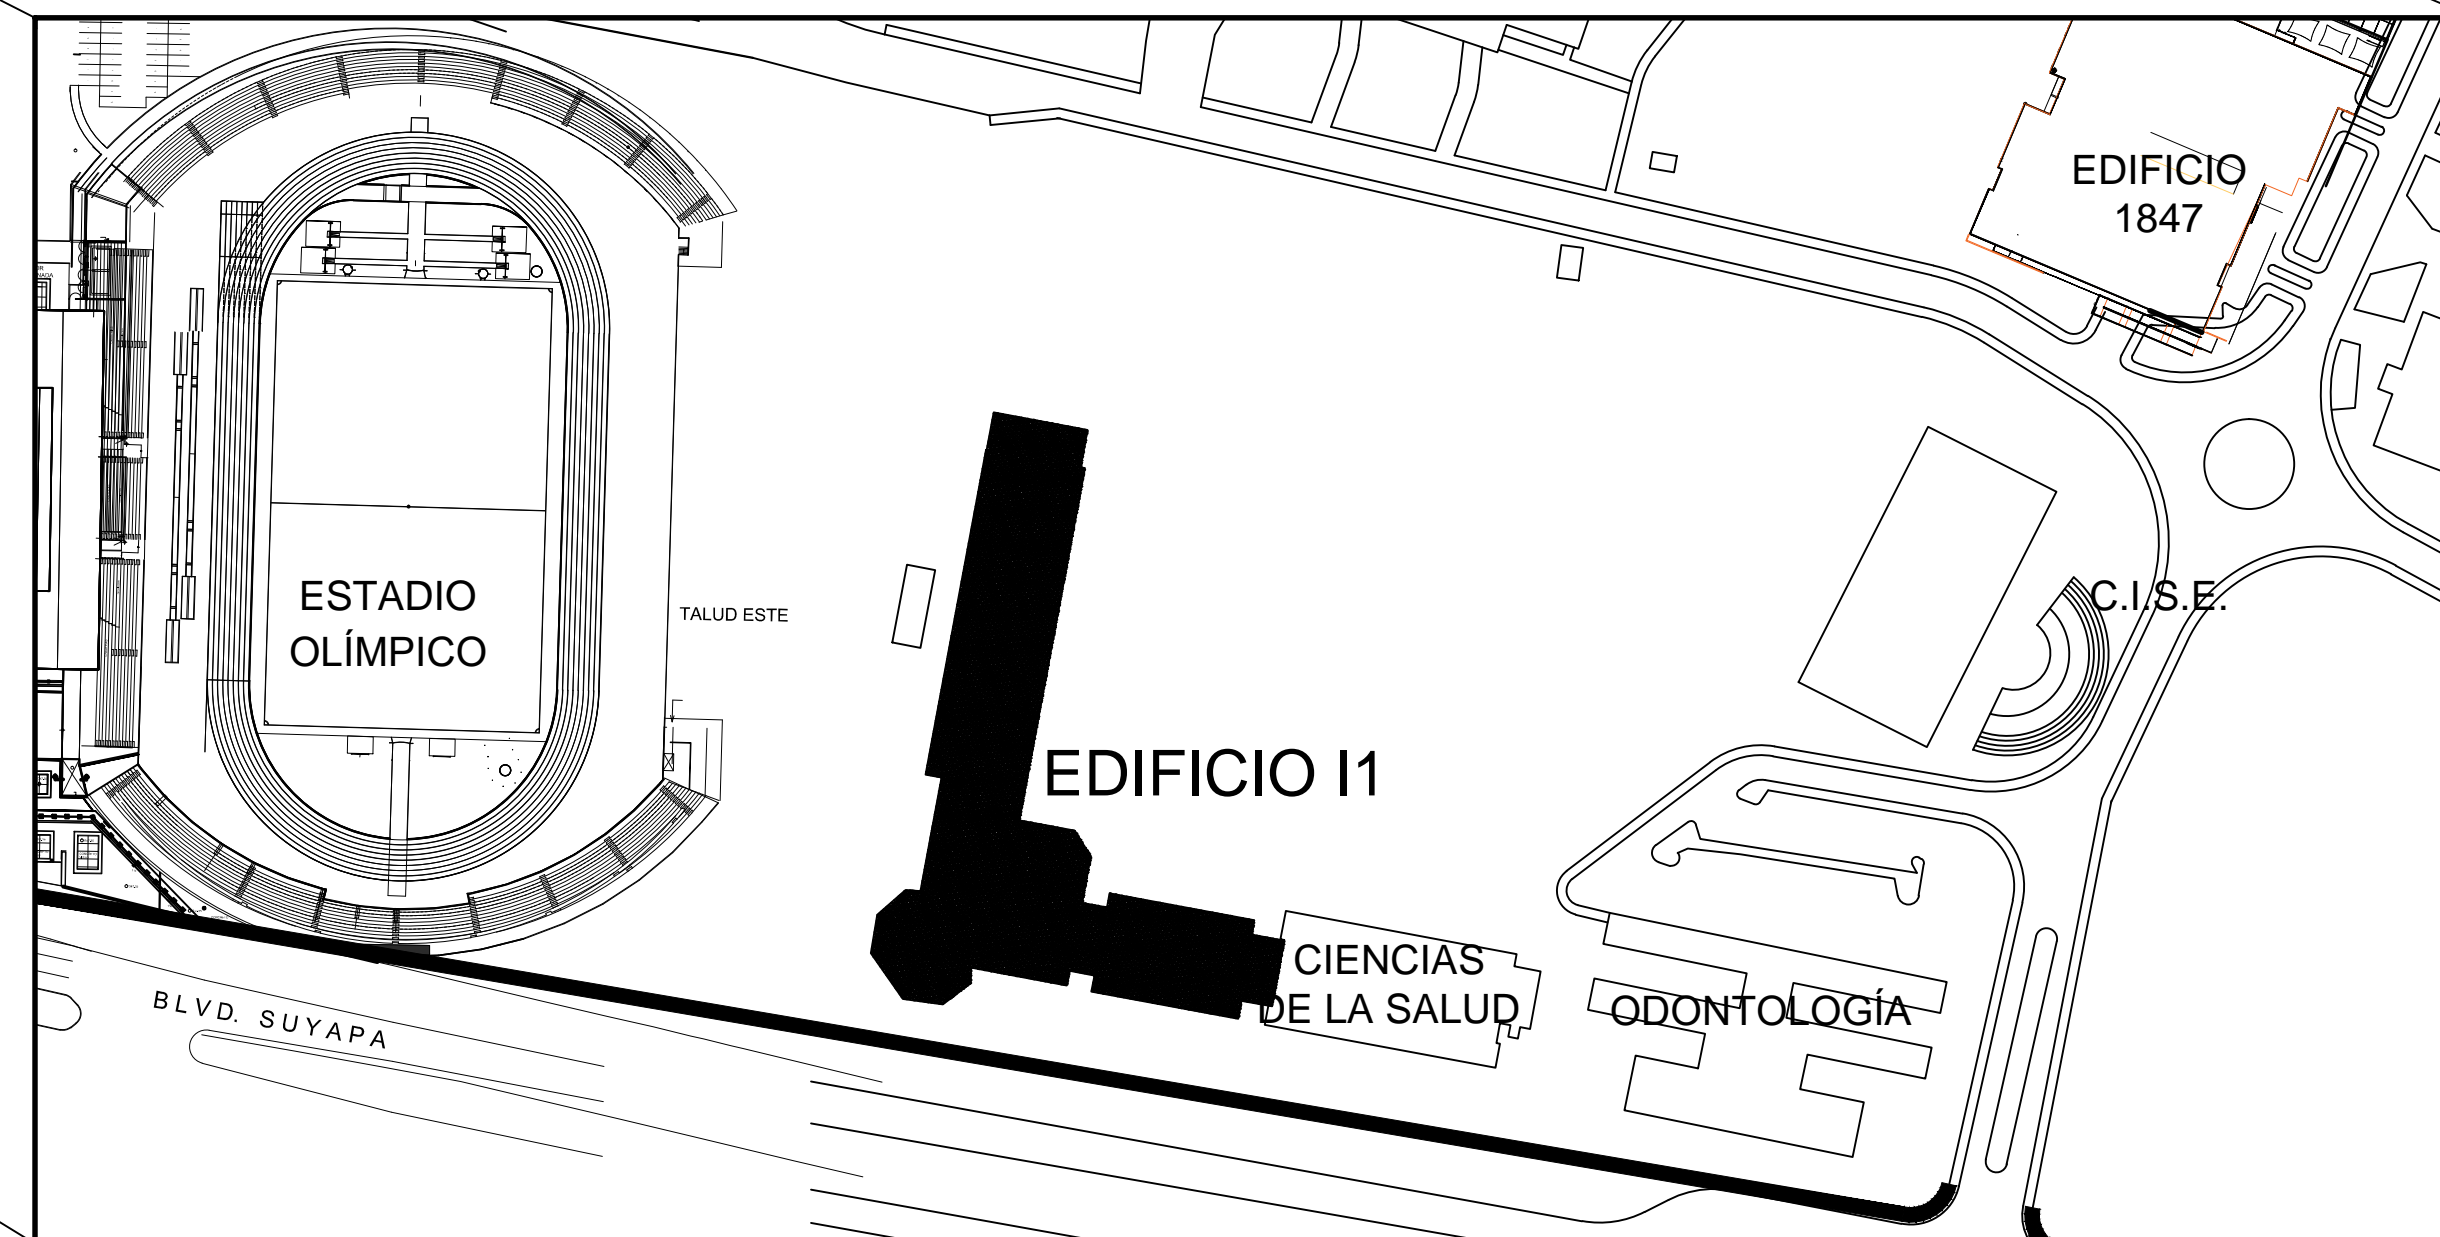 EDIFICIO
1847
ESTADIO
OLÍMPICO
TALUD ESTE
C.I.S.E.
EDIFICIO I1
CIENCIAS
DE LA SALUD
ODONTOLOGÍA
BLVD. SUYAPA